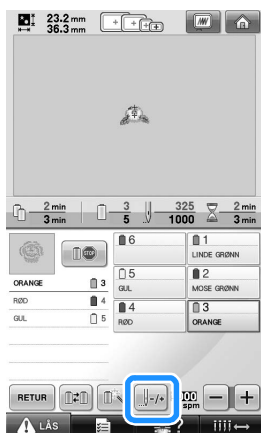 23.2 mm
36.3 mm
2 min
3 min
3
5
325
1000
2 min
3 min
STOP
ORANGE 3
RØD 4
GUL 5
6
1
LINDE GRØNN
5
GUL
2
MOSE GRØNN
4
RØD
3
ORANGE
RETUR
-/+
00
spm
-
+
LÅS
?